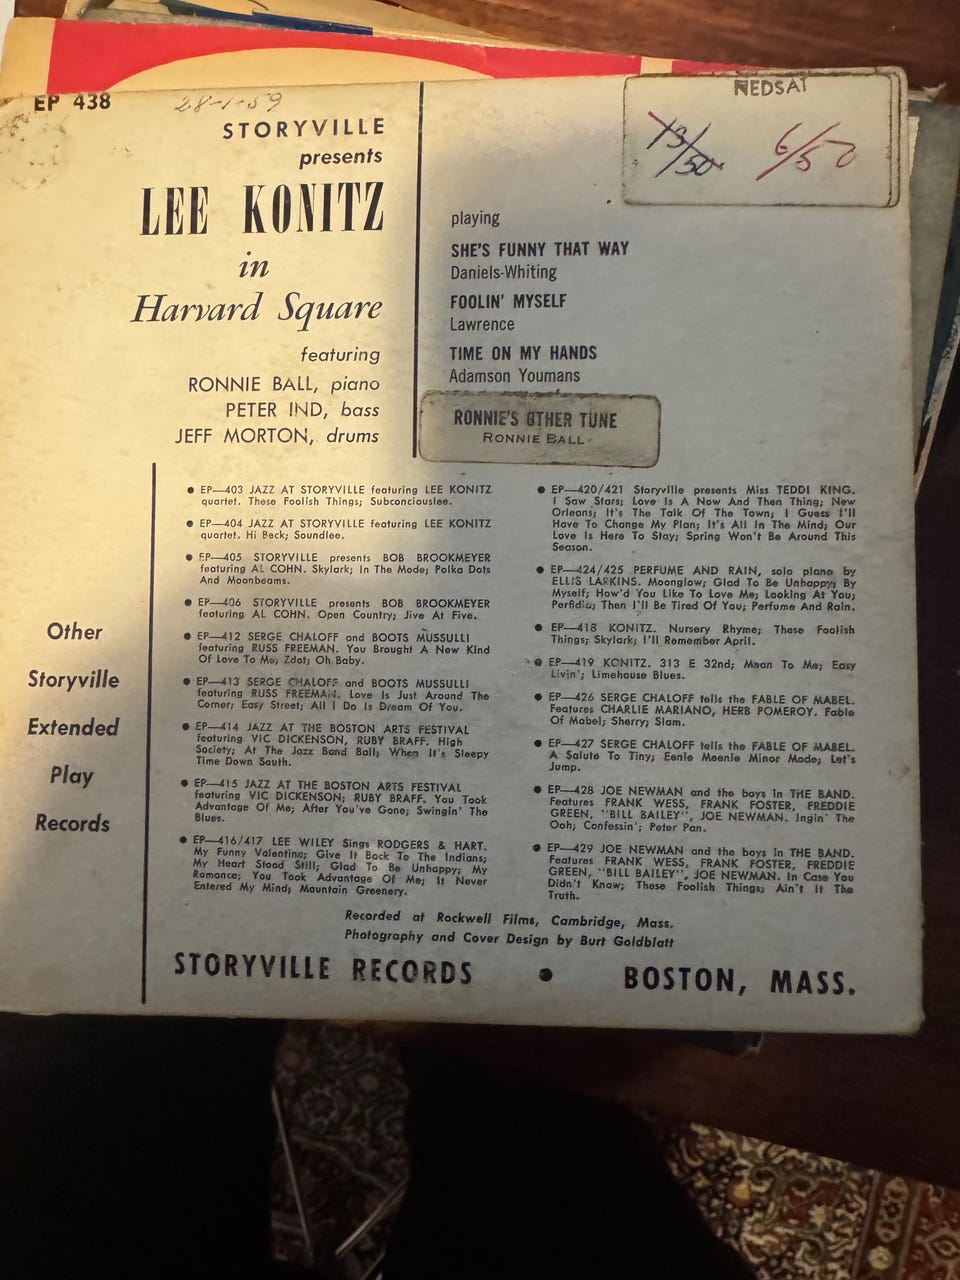 EP 438
28-1-59
STORYVILLE
presents
LEE KONITZ
in
Harvard Square
featuring
RONNIE BALL, piano
PETER IND, bass
JEFF MORTON, drums
NEDSAT
13/50 6/50
playing
SHE'S FUNNY THAT WAY
Daniels-Whiting
FOOLIN' MYSELF
Lawrence
TIME ON MY HANDS
Adamson Youmans
RONNIE'S OTHER TUNE
RONNIE BALL
Other
Storyville
Extended
Play
Records
● EP—403 JAZZ AT STORYVILLE featuring LEE KONITZ
quartet. These Foolish Things; Subconciouslee.
● EP—404 JAZZ AT STORYVILLE featuring LEE KONITZ
quartet. Hi Beck; Soundlee.
● EP—405 STORYVILLE presents BOB BROOKMEYER
featuring AL COHN. Skylark; In The Mode; Polka Dots
And Moonbeams.
● EP—406 STORYVILLE presents BOB BROOKMEYER
featuring AL COHN. Open Country; Jive At Five.
● EP—412 SERGE CHALOFF and BOOTS MUSSULLI
featuring RUSS FREEMAN. You Brought A New Kind
Of Love To Me; Zdot; Oh Baby.
● EP—413 SERGE CHALOFF and BOOTS MUSSULLI
featuring RUSS FREEMAN. Love Is Just Around The
Corner; Easy Street; All I Do Is Dream Of You.
● EP—414 JAZZ AT THE BOSTON ARTS FESTIVAL
featuring VIC DICKENSON, RUBY BRAFF. High
Society; At The Jazz Band Ball; When It's Sleepy
Time Down South.
● EP—415 JAZZ AT THE BOSTON ARTS FESTIVAL
featuring VIC DICKENSON; RUBY BRAFF. You Took
Advantage Of Me; After You've Gone; Swingin' The
Blues.
● EP—416/417 LEE WILEY Sings RODGERS & HART.
My Funny Valentine; Give It Back To The Indians;
My Heart Stood Still; Glad To Be Unhappy; My
Romance; You Took Advantage Of Me; It Never
Entered My Mind; Mountain Greenery.
● EP—420/421 Storyville presents Miss TEDDI KING.
I Saw Stars; Love Is A Now And Then Thing; New
Orleans; It's The Talk Of The Town; I Guess I'll
Have To Change My Plan; It's All In The Mind; Our
Love Is Here To Stay; Spring Won't Be Around This
Season.
● EP—424/425 PERFUME AND RAIN, solo piano by
ELLIS LARKINS. Moonglow; Glad To Be Unhappy; By
Myself; How'd You Like To Love Me; Looking At You;
Perfidia; Then I'll Be Tired Of You; Perfume And Rain.
● EP—418 KONITZ. Nursery Rhyme; These Foolish
Things; Skylark; I'll Remember April.
● EP—419 KONITZ. 313 E 32nd; Mean To Me; Easy
Livin'; Limehouse Blues.
● EP—426 SERGE CHALOFF tells the FABLE OF MABEL.
Features CHARLIE MARIANO, HERB POMEROY. Fable
Of Mabel; Sherry; Slam.
● EP—427 SERGE CHALOFF tells the FABLE OF MABEL.
A Salute To Tiny; Eenie Meenie Minor Mode; Let's
Jump.
● EP—428 JOE NEWMAN and the boys in THE BAND.
Features FRANK WESS, FRANK FOSTER, FREDDIE
GREEN, "BILL BAILEY", JOE NEWMAN. Ingin' The
Ooh; Confessin'; Peter Pan.
● EP—429 JOE NEWMAN and the boys in THE BAND.
Features FRANK WESS, FRANK FOSTER, FREDDIE
GREEN, "BILL BAILEY", JOE NEWMAN. In Case You
Didn't Know; These Foolish Things; Ain't It The
Truth.
Recorded at Rockwell Films, Cambridge, Mass.
Photography and Cover Design by Burt Goldblatt
STORYVILLE RECORDS ● BOSTON, MASS.